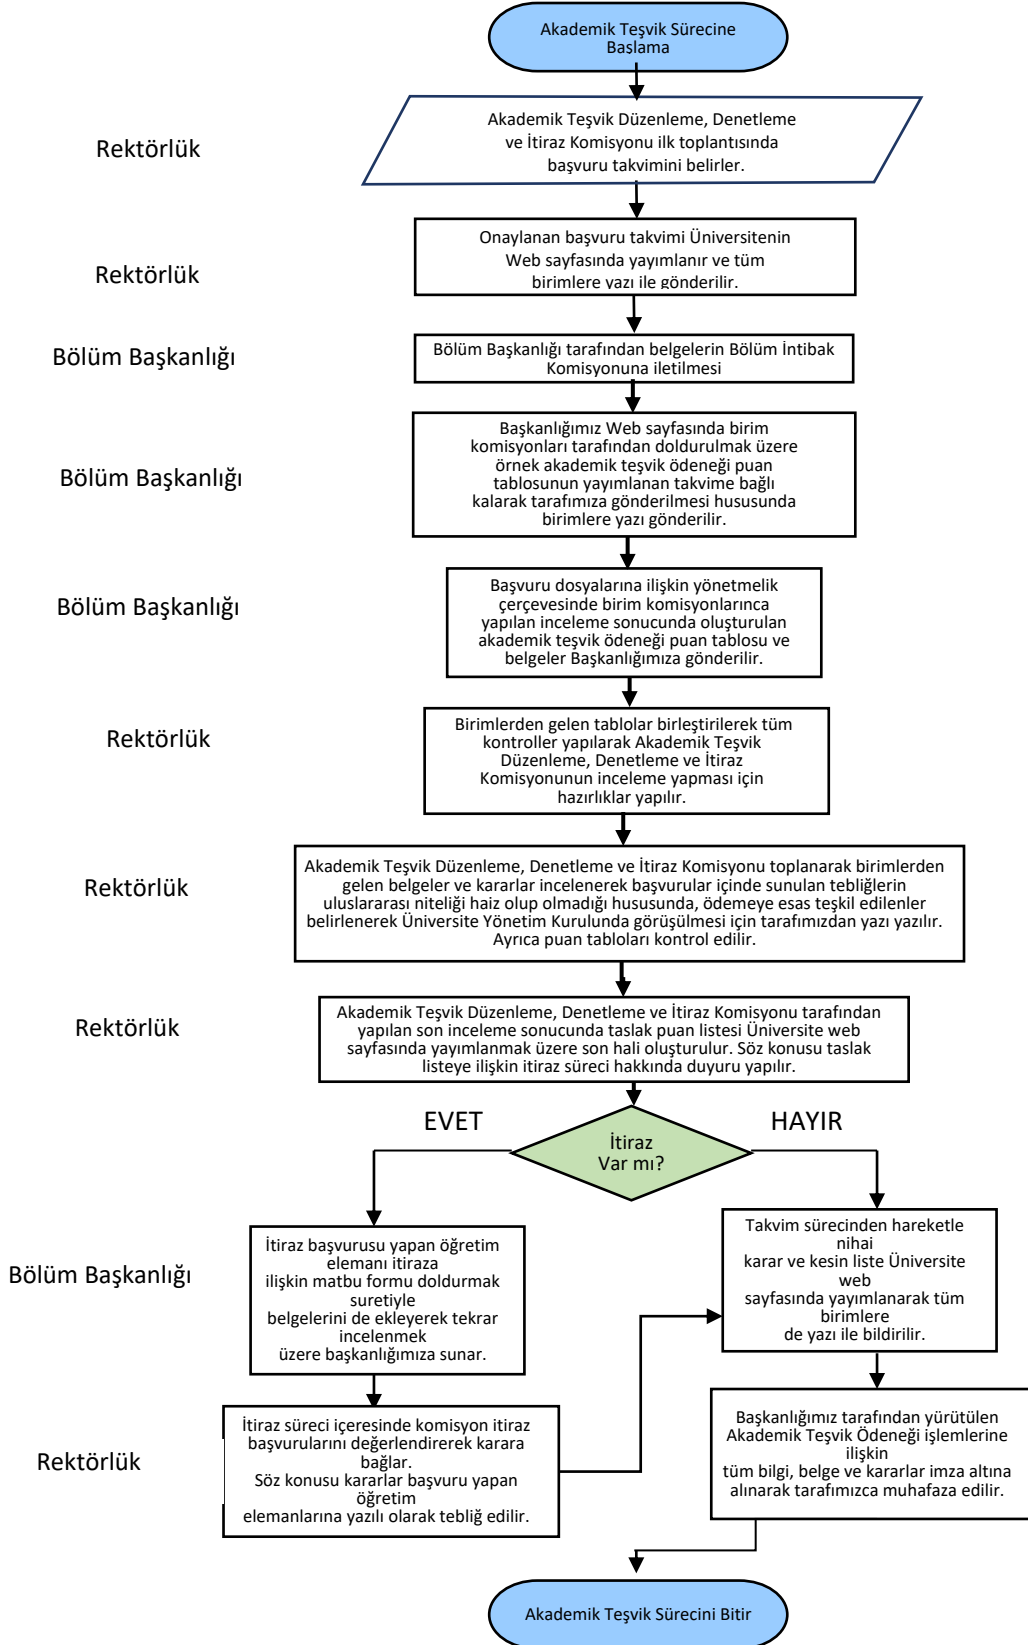 Akademik Teşvik Sürecine
Başlama
Rektörlük
Akademik Teşvik Düzenleme, Denetleme
ve İtiraz Komisyonu ilk toplantısında
başvuru takvimini belirler.
Rektörlük
Onaylanan başvuru takvimi Üniversitenin
Web sayfasında yayımlanır ve tüm
birimlere yazı ile gönderilir.
Bölüm Başkanlığı
Bölüm Başkanlığı tarafından belgelerin Bölüm İntibak
Komisyonuna iletilmesi
Bölüm Başkanlığı
Başkanlığımız Web sayfasında birim
komisyonları tarafından doldurulmak üzere
örnek akademik teşvik ödeneği puan
tablosunun yayımlanan takvime bağlı
kalarak tarafımıza gönderilmesi hususunda
birimlere yazı gönderilir.
Bölüm Başkanlığı
Başvuru dosyalarına ilişkin yönetmelik
çerçevesinde birim komisyonlarınca
yapılan inceleme sonucunda oluşturulan
akademik teşvik ödeneği puan tablosu ve
belgeler Başkanlığımıza gönderilir.
Rektörlük
Birimlerden gelen tablolar birleştirilerek tüm
kontroller yapılarak Akademik Teşvik
Düzenleme, Denetleme ve İtiraz
Komisyonunun inceleme yapması için
hazırlıklar yapılır.
Rektörlük
Akademik Teşvik Düzenleme, Denetleme ve İtiraz Komisyonu toplanarak birimlerden
gelen belgeler ve kararlar incelenerek başvurular içinde sunulan tebliğlerin
uluslararası niteliği haiz olup olmadığı hususunda, ödemeye esas teşkil edilenler
belirlenerek Üniversite Yönetim Kurulunda görüşülmesi için tarafımızdan yazı yazılır.
Ayrıca puan tabloları kontrol edilir.
Rektörlük
Akademik Teşvik Düzenleme, Denetleme ve İtiraz Komisyonu tarafından
yapılan son inceleme sonucunda taslak puan listesi Üniversite web
sayfasında yayımlanmak üzere son hali oluşturulur. Söz konusu taslak
listeye ilişkin itiraz süreci hakkında duyuru yapılır.
EVET
HAYIR
İtiraz
Var mı?
Bölüm Başkanlığı
İtiraz başvurusu yapan öğretim
elemanı itiraza
ilişkin matbu formu doldurmak
suretiyle
belgelerini de ekleyerek tekrar
incelenmek
üzere başkanlığımıza sunar.
Takvim sürecinden hareketle
nihai
karar ve kesin liste Üniversite
web
sayfasında yayımlanarak tüm
birimlere
de yazı ile bildirilir.
Rektörlük
İtiraz süreci içeresinde komisyon itiraz
başvurularını değerlendirerek karara
bağlar.
Söz konusu kararlar başvuru yapan
öğretim
elemanlarına yazılı olarak tebliğ edilir.
Başkanlığımız tarafından yürütülen
Akademik Teşvik Ödeneği işlemlerine
ilişkin
tüm bilgi, belge ve kararlar imza altına
alınarak tarafımızca muhafaza edilir.
Akademik Teşvik Sürecini Bitir